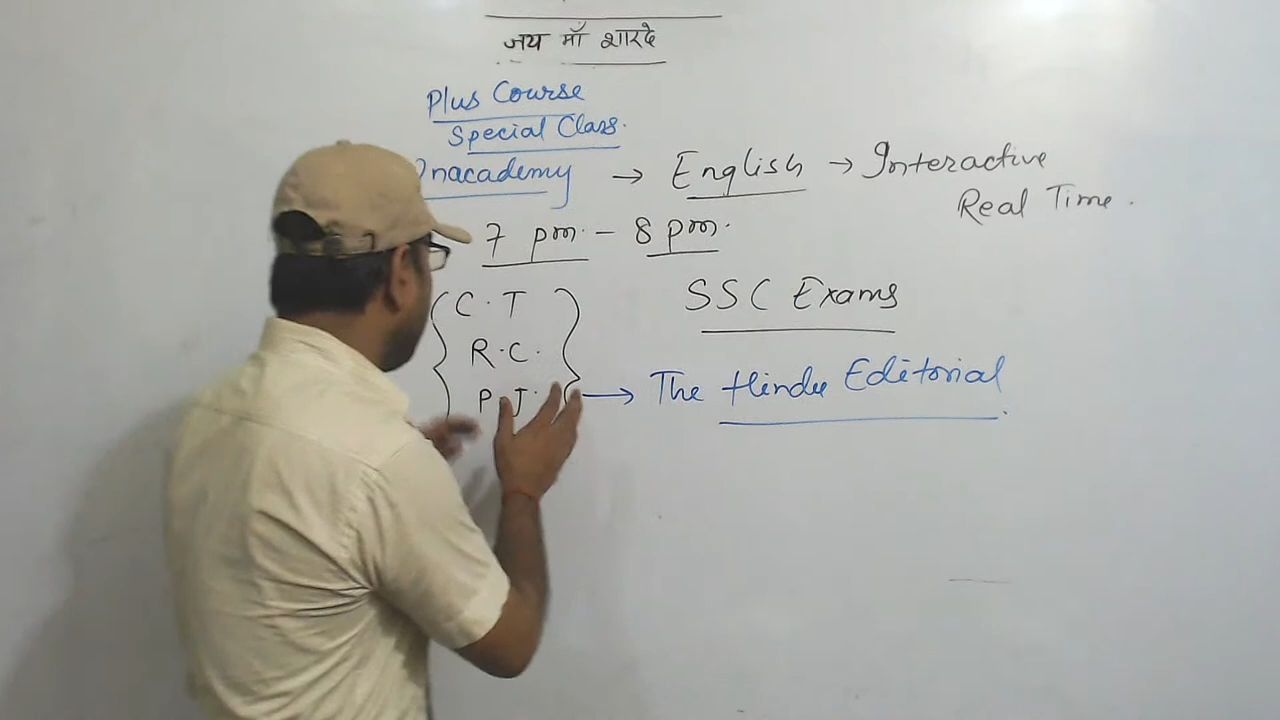 जय माँ शारदे
Plus Course
Special Class.
Unacademy → English → Interactive
Real Time.
7 pm. - 8 pm.
SSC Exams
C.T
R.C.
P.J. → The Hindu Editorial